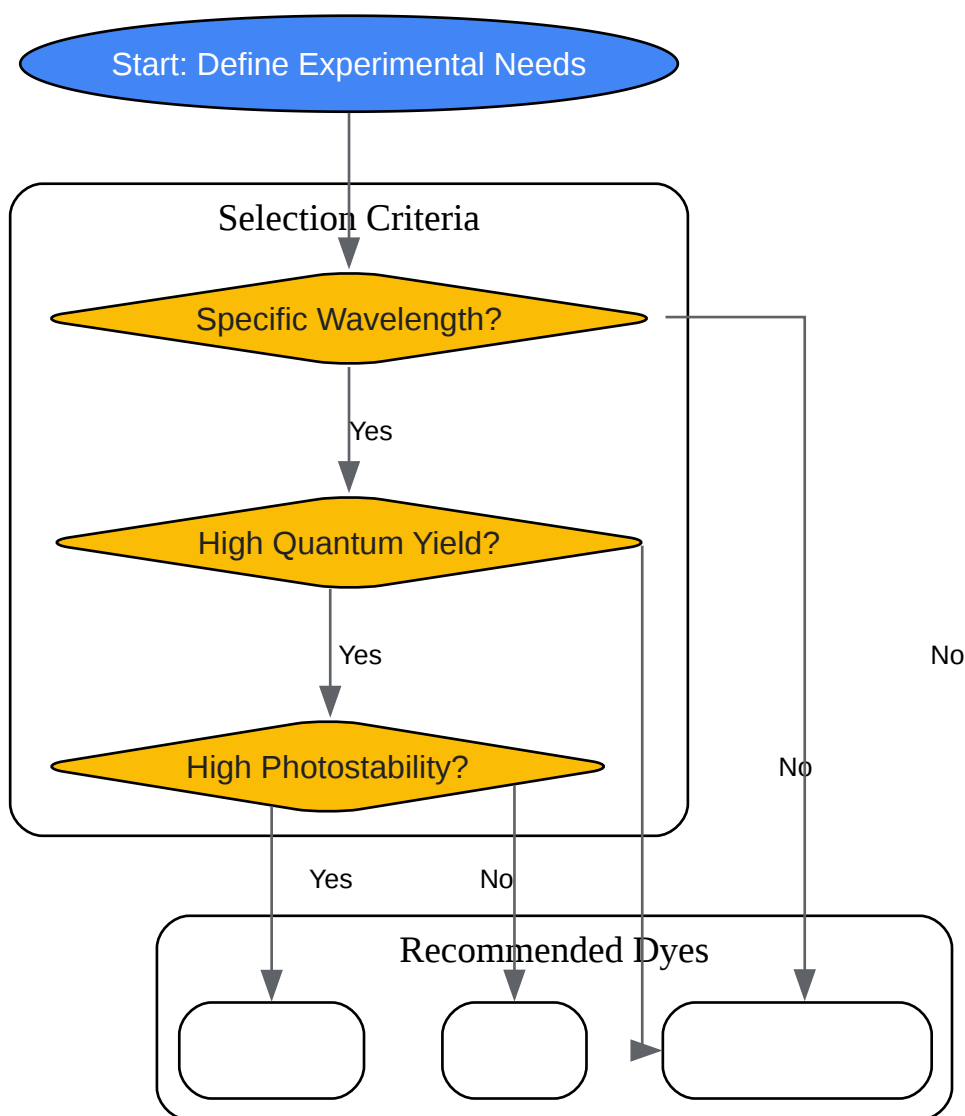 Start: Define Experimental Needs
Selection Criteria
Specific Wavelength?
Yes
High Quantum Yield?
Yes
No
High Photostability?
No
Yes
No
Recommended Dyes